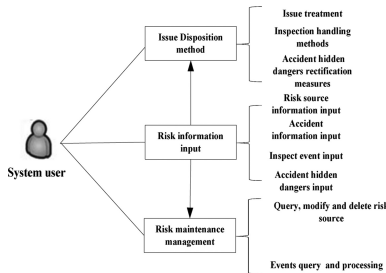 Issue treatment
Issue Disposition
method
Inspection handling
methods
Accident hidden
dangers rectification
measures
System user
Risk information
input
Risk source
information input
Accident
information input
Inspect event input
Accident hidden
dangers input
Risk maintenance
management
Query, modify and delete risk
source
Events query and processing